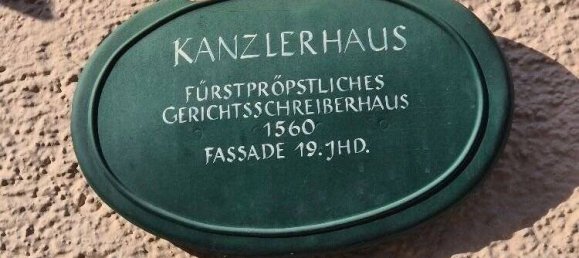 KANZLERHAUS
FÜRSTPRÖPSTLICHES
GERICHTSSCHREIBERHAUS
1560
FASSADE 19. JHD.